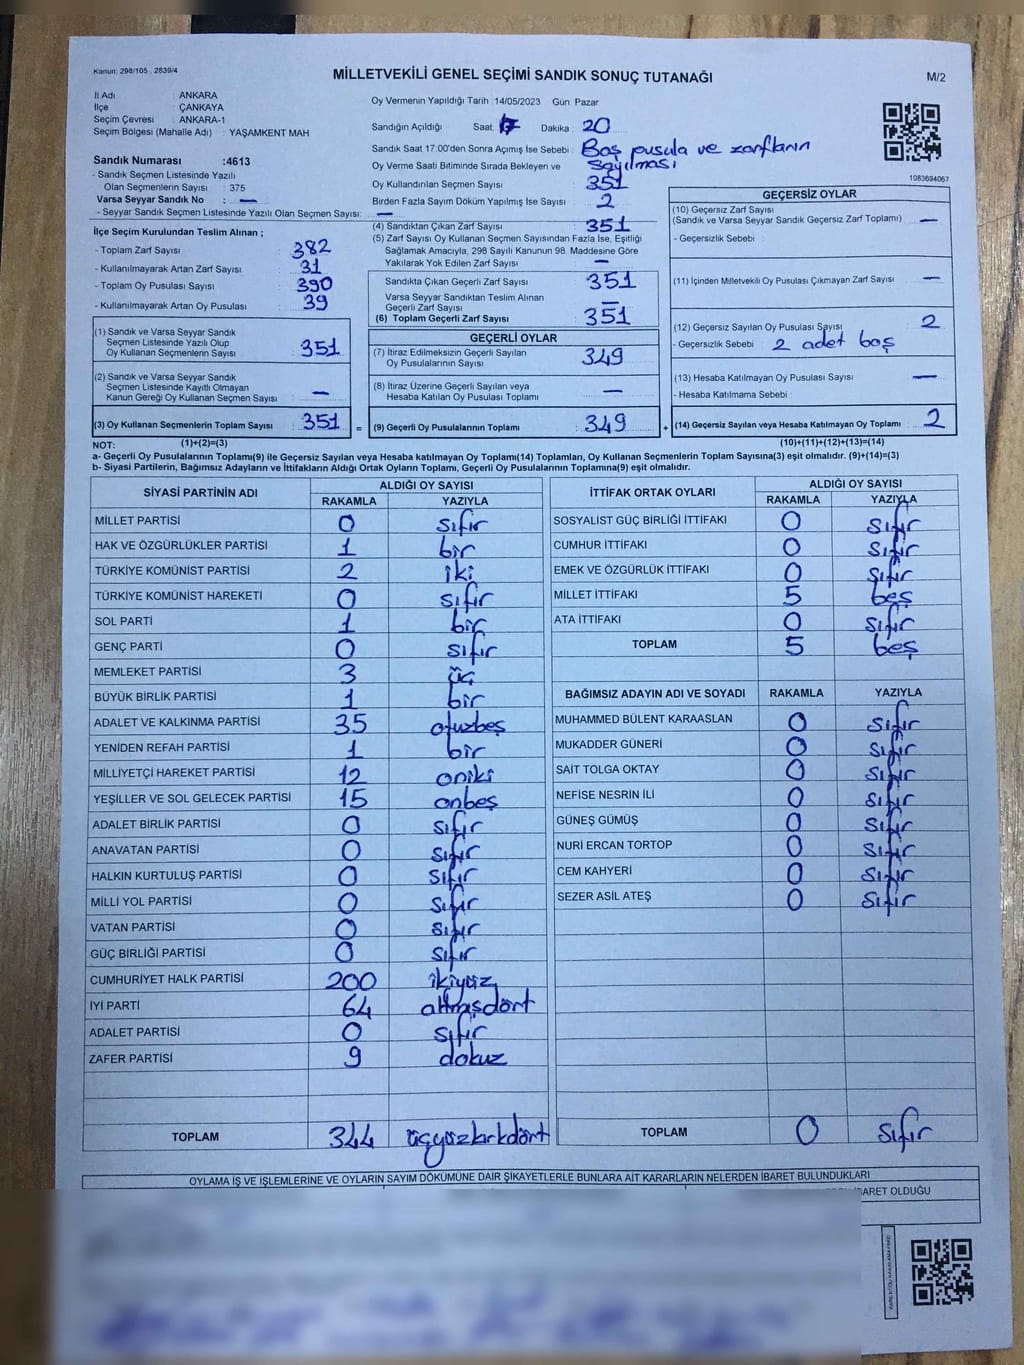 Kanun: 298/105 , 2839/4
MİLLETVEKİLİ GENEL SEÇİMİ SANDIK SONUÇ TUTANAĞI
M/2
İl Adı : ANKARA
İlçe : ÇANKAYA
Seçim Çevresi : ANKARA-1
Seçim Bölgesi (Mahalle Adı) : YAŞAMKENT MAH
Sandık Numarası :4613
- Sandık Seçmen Listesinde Yazılı
Olan Seçmenlerin Sayısı : 375
Varsa Seyyar Sandık No : —
- Seyyar Sandık Seçmen Listesinde Yazılı Olan Seçmen Sayısı: —
Oy Vermenin Yapıldığı Tarih :14/05/2023 Gün :Pazar
Sandığın Açıldığı Saat: 17 Dakika : 20
Sandık Saat 17:00'den Sonra Açımış İse Sebebi : Boş pusula ve zarfların
sayılması
Oy Verme Saati Bitiminde Sırada Bekleyen ve
Oy Kullandırılan Seçmen Sayısı : 351
Birden Fazla Sayım Döküm Yapılmış İse Sayısı : 2
1083694067
İlçe Seçim Kurulundan Teslim Alınan ;
- Toplam Zarf Sayısı : 382
- Kullanılmayarak Artan Zarf Sayısı : 31
- Toplam Oy Pusulası Sayısı : 390
- Kullanılmayarak Artan Oy Pusulası : 39
(1) Sandık ve Varsa Seyyar Sandık
Seçmen Listesinde Yazılı Olup
Oy Kullanan Seçmenlerin Sayısı : 351
(2) Sandık ve Varsa Seyyar Sandık
Seçmen Listesinde Kayıtlı Olmayan
Kanun Gereği Oy Kullanan Seçmen Sayısı : —
(3) Oy Kullanan Seçmenlerin Toplam Sayısı : 351 =
(4) Sandıktan Çıkan Zarf Sayısı : 351
(5) Zarf Sayısı Oy Kullanan Seçmen Sayısından Fazla İse, Eşitliği
Sağlamak Amacıyla, 298 Sayılı Kanunun 98. Maddesine Göre
Yakılarak Yok Edilen Zarf Sayısı : —
Sandıkta Çıkan Geçerli Zarf Sayısı : 351
Varsa Seyyar Sandıktan Teslim Alınan
Geçerli Zarf Sayısı : —
(6) Toplam Geçerli Zarf Sayısı : 351
GEÇERLİ OYLAR
(7) İtiraz Edilmeksizin Geçerli Sayılan
Oy Pusulalarının Sayısı : 349
(8) İtiraz Üzerine Geçerli Sayılan veya
Hesaba Katılan Oy Pusulası Toplamı : —
(9) Geçerli Oy Pusulalarının Toplamı : 349 +
GEÇERSİZ OYLAR
(10) Geçersiz Zarf Sayısı
(Sandık ve Varsa Seyyar Sandık Geçersiz Zarf Toplamı) : —
- Geçersizlik Sebebi :
(11) İçinden Milletvekili Oy Pusulası Çıkmayan Zarf Sayısı : —
(12) Geçersiz Sayılan Oy Pusulası Sayısı : 2
- Geçersizlik Sebebi : 2 adet boş
(13) Hesaba Katılmayan Oy Pusulası Sayısı : —
- Hesaba Katılmama Sebebi :
(14) Geçersiz Sayılan veya Hesaba Katılmayan Oy Toplamı : 2
NOT: (1)+(2)=(3) (10)+(11)+(12)+(13)=(14)
a- Geçerli Oy Pusulalarının Toplamı(9) ile Geçersiz Sayılan veya Hesaba katılmayan Oy Toplamı(14) Toplamları, Oy Kullanan Seçmenlerin Toplam Sayısına(3) eşit olmalıdır. (9)+(14)=(3)
b- Siyasi Partilerin, Bağımsız Adayların ve İttifakların Aldığı Ortak Oyların Toplamı, Geçerli Oy Pusulalarının Toplamına(9) eşit olmalıdır.
SİYASİ PARTİNİN ADI ALDIĞI OY SAYISI
RAKAMLA YAZIYLA
MİLLET PARTİSİ 0 sıfır
HAK VE ÖZGÜRLÜKLER PARTİSİ 1 bir
TÜRKİYE KOMÜNİST PARTİSİ 2 iki
TÜRKİYE KOMÜNİST HAREKETİ 0 sıfır
SOL PARTİ 1 bir
GENÇ PARTİ 0 sıfır
MEMLEKET PARTİSİ 3 üç
BÜYÜK BİRLİK PARTİSİ 1 bir
ADALET VE KALKINMA PARTİSİ 35 otuzbeş
YENİDEN REFAH PARTİSİ 1 bir
MİLLİYETÇİ HAREKET PARTİSİ 12 oniki
YEŞİLLER VE SOL GELECEK PARTİSİ 15 onbeş
ADALET BİRLİK PARTİSİ 0 sıfır
ANAVATAN PARTİSİ 0 sıfır
HALKIN KURTULUŞ PARTİSİ 0 sıfır
MİLLİ YOL PARTİSİ 0 sıfır
VATAN PARTİSİ 0 sıfır
GÜÇ BİRLİĞİ PARTİSİ 0 sıfır
CUMHURİYET HALK PARTİSİ 200 ikiyüz
İYİ PARTİ 64 altmışdört
ADALET PARTİSİ 0 sıfır
ZAFER PARTİSİ 9 dokuz
TOPLAM 344 üçyüzkırkdört
İTTİFAK ORTAK OYLARI ALDIĞI OY SAYISI
RAKAMLA YAZIYLA
SOSYALİST GÜÇ BİRLİĞİ İTTİFAKI 0 sıfır
CUMHUR İTTİFAKI 0 sıfır
EMEK VE ÖZGÜRLÜK İTTİFAKI 0 sıfır
MİLLET İTTİFAKI 5 beş
ATA İTTİFAKI 0 sıfır
TOPLAM 5 beş
BAĞIMSIZ ADAYIN ADI VE SOYADI RAKAMLA YAZIYLA
MUHAMMED BÜLENT KARAASLAN 0 sıfır
MUKADDER GÜNERİ 0 sıfır
SAİT TOLGA OKTAY 0 sıfır
NEFİSE NESRİN İLİ 0 sıfır
GÜNEŞ GÜMÜŞ 0 sıfır
NURİ ERCAN TORTOP 0 sıfır
CEM KAHYERİ 0 sıfır
SEZER ASİL ATEŞ 0 sıfır
TOPLAM 0 sıfır
OYLAMA İŞ VE İŞLEMLERİNE VE OYLARIN SAYIM DÖKÜMÜNE DAİR ŞİKAYETLERLE BUNLARA AİT KARARLARIN NELERDEN İBARET BULUNDUKLARI
İBARET OLDUĞU